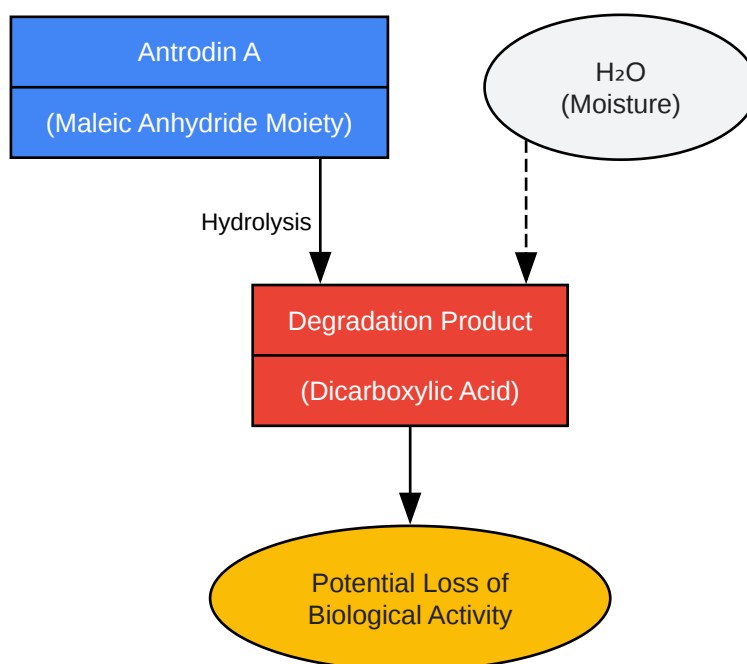 Antrodin A
(Maleic Anhydride Moiety)
H₂O
(Moisture)
Hydrolysis
Degradation Product
(Dicarboxylic Acid)
Potential Loss of
Biological Activity